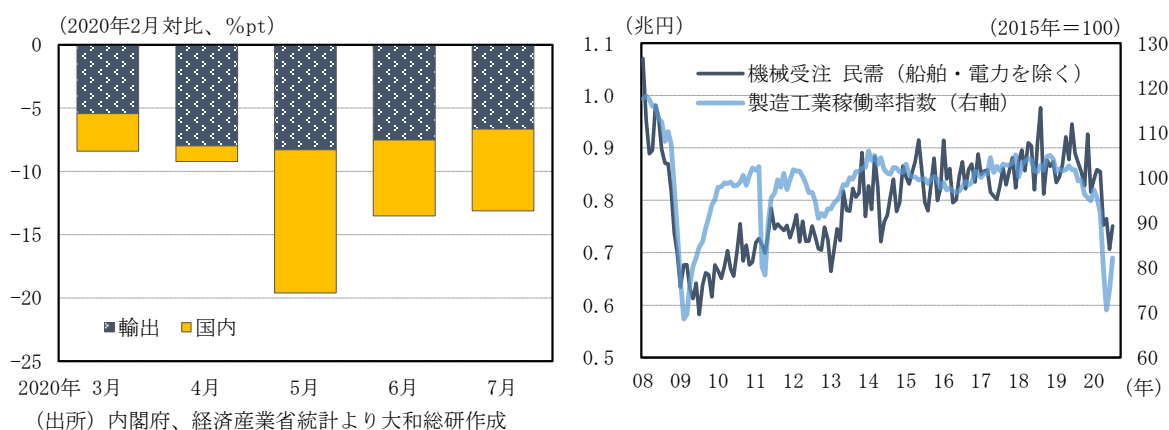 (2020年2月対比、%pt)
0
-5
-10
-15
-20
-25
輸出 国内
2020年 3月 4月 5月 6月 7月
(兆円) (2015年＝100)
1.1 130
1.0 120
0.9 110
0.8 100
0.7 90
0.6 80
0.5 70
60
機械受注 民需（船舶・電力を除く）
製造工業稼働率指数（右軸）
08 09 10 11 12 13 14 15 16 17 18 19 20 (年)
（出所）内閣府、経済産業省統計より大和総研作成